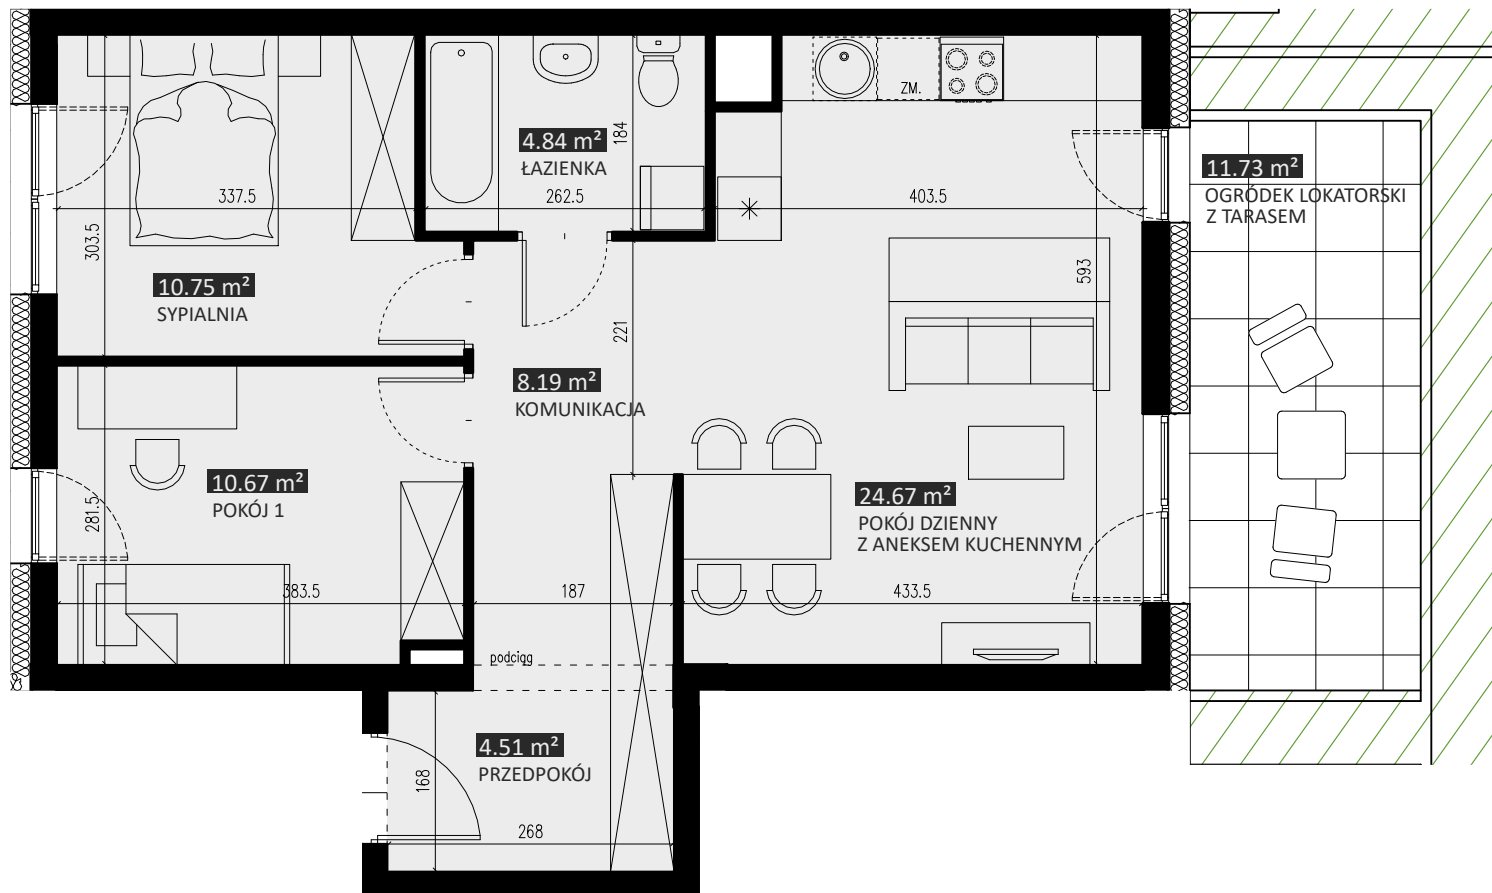 ZM.
4.84 m²
ŁAZIENKA
184
11.73 m²
OGRÓDEK LOKATORSKI
Z TARASEM
337.5
262.5
403.5
303.5
593
10.75 m²
SYPIALNIA
221
8.19 m²
KOMUNIKACJA
10.67 m²
POKÓJ 1
281.5
24.67 m²
POKÓJ DZIENNY
Z ANEKSEM KUCHENNYM
383.5
187
433.5
podciąg
4.51 m²
PRZEDPOKÓJ
168
268